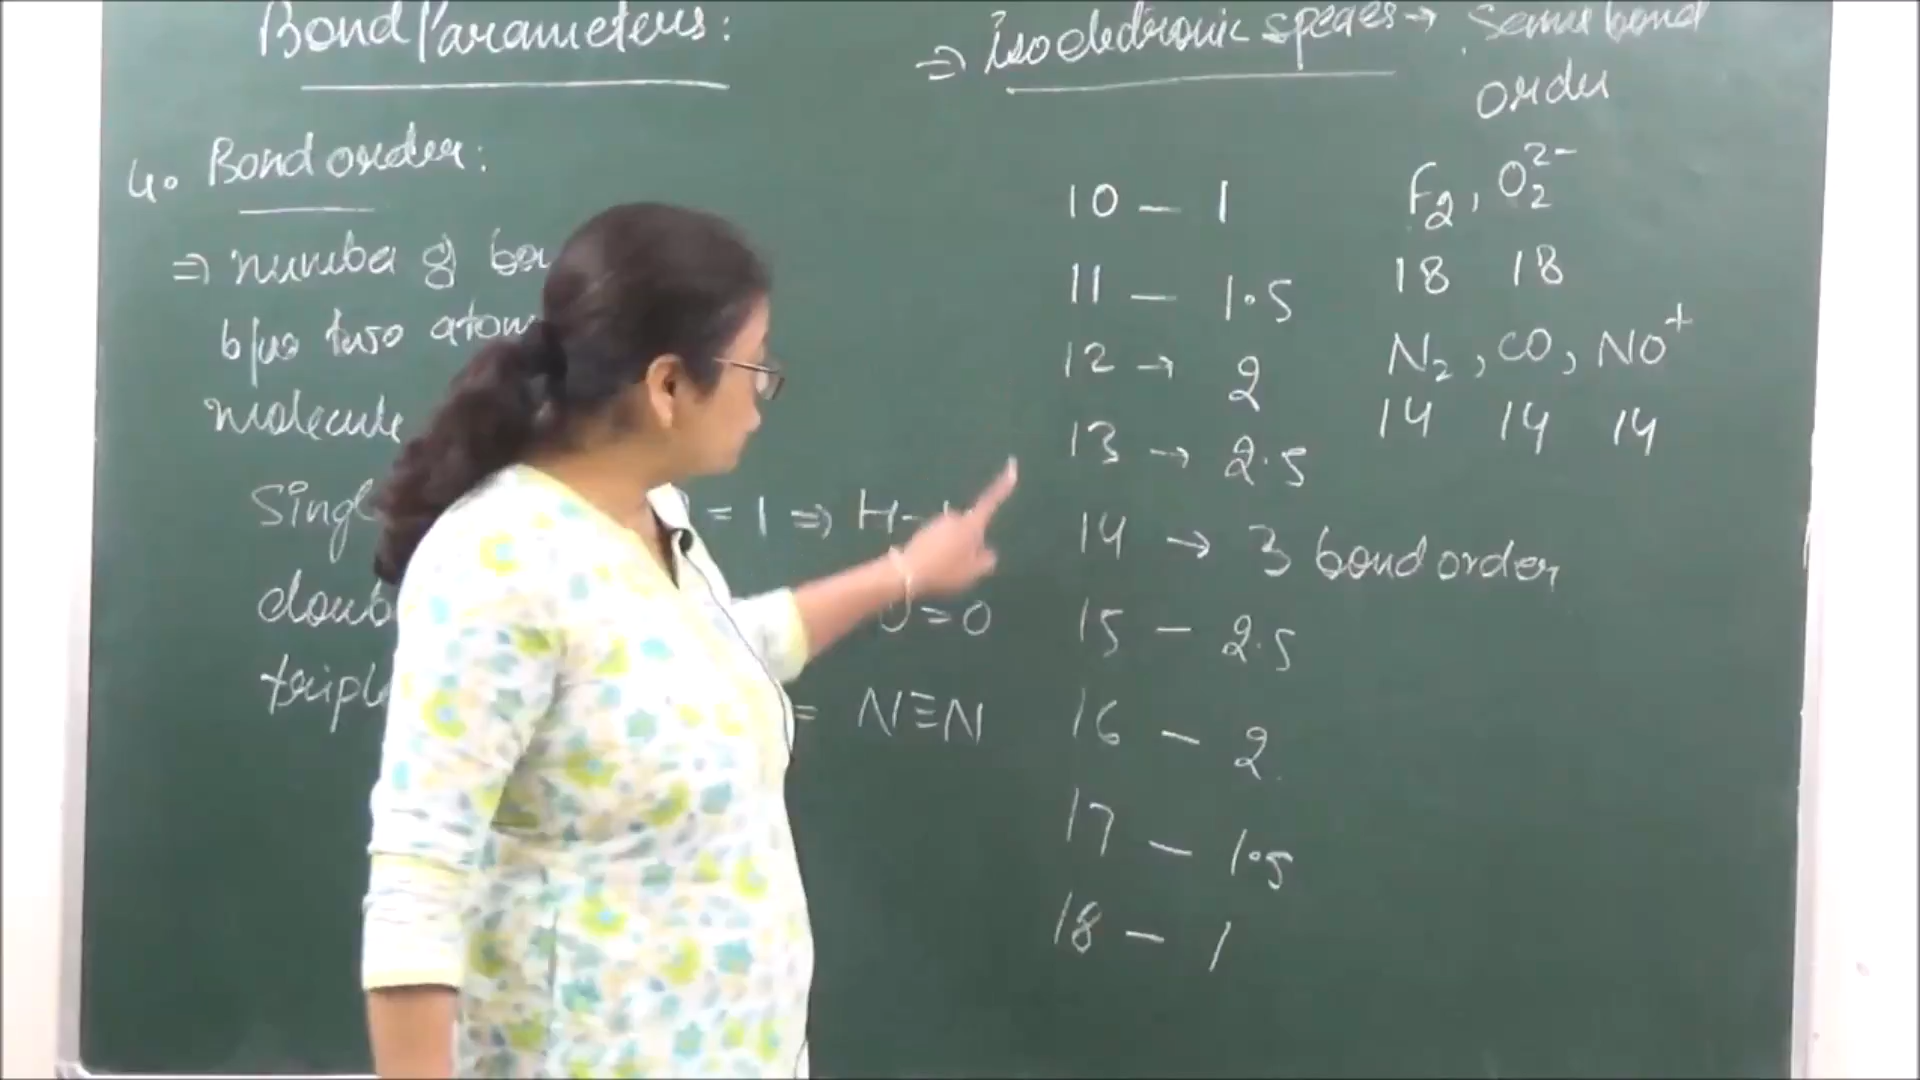 Bond Parameters:
4. Bond order:
⇒ number of
b/w two atom
molecule
= 1 ⇒ H-
=O
= N≡N
⇒ isoelectronic species → Same bond
order
10 — 1
11 — 1.5
12 → 2
13 → 2.5
14 → 3 bond order
15 — 2.5
16 — 2
17 — 1.5
18 — 1
F2, O2^2-
18 18
N2, CO, NO+
14 14 14